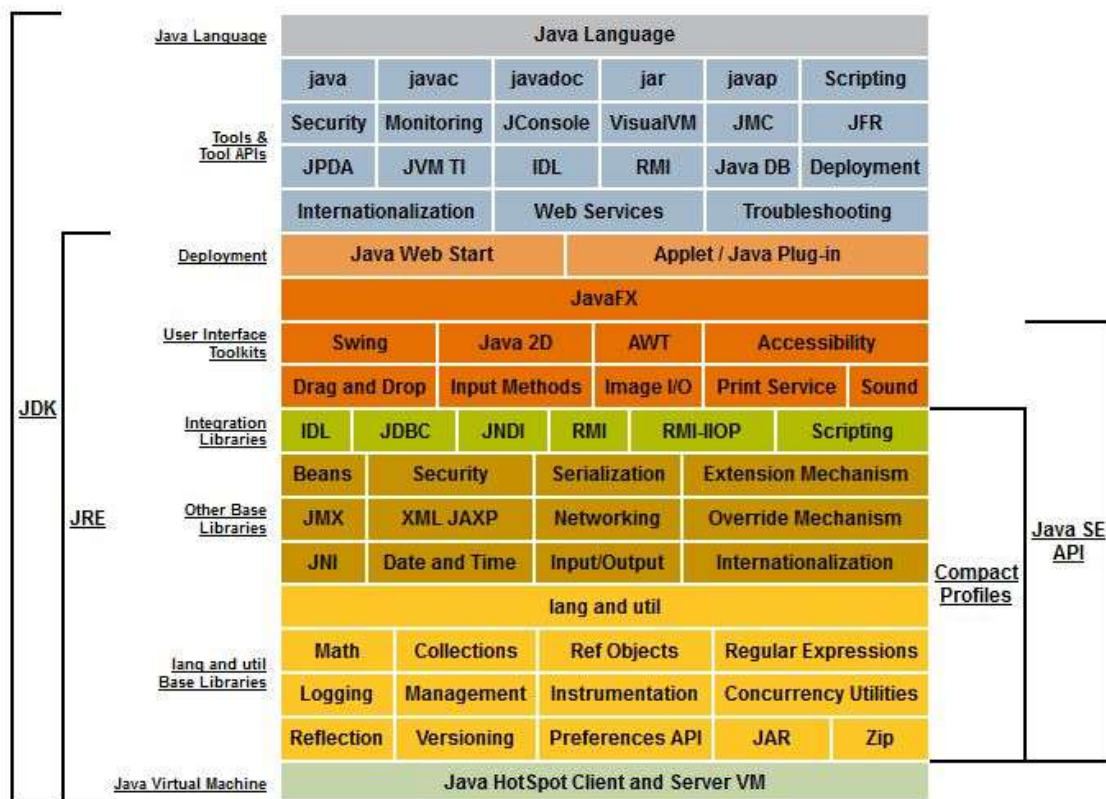 Java Language Java Language
java javac javadoc jar javap Scripting
Security Monitoring JConsole VisualVM JMC JFR
Tools &
Tool APIs
JPDA JVM TI IDL RMI Java DB Deployment
Internationalization Web Services Troubleshooting
Deployment Java Web Start Applet / Java Plug-in
JavaFX
User Interface
Toolkits
Swing Java 2D AWT Accessibility
Drag and Drop Input Methods Image I/O Print Service Sound
JDK
Integration
Libraries
IDL JDBC JNDI RMI RMI-IIOP Scripting
Beans Security Serialization Extension Mechanism
JRE
Other Base
Libraries
JMX XML JAXP Networking Override Mechanism
Java SE
API
JNI Date and Time Input/Output Internationalization
Compact
Profiles
lang and util
Math Collections Ref Objects Regular Expressions
lang and util
Base Libraries
Logging Management Instrumentation Concurrency Utilities
Reflection Versioning Preferences API JAR Zip
Java Virtual Machine Java HotSpot Client and Server VM